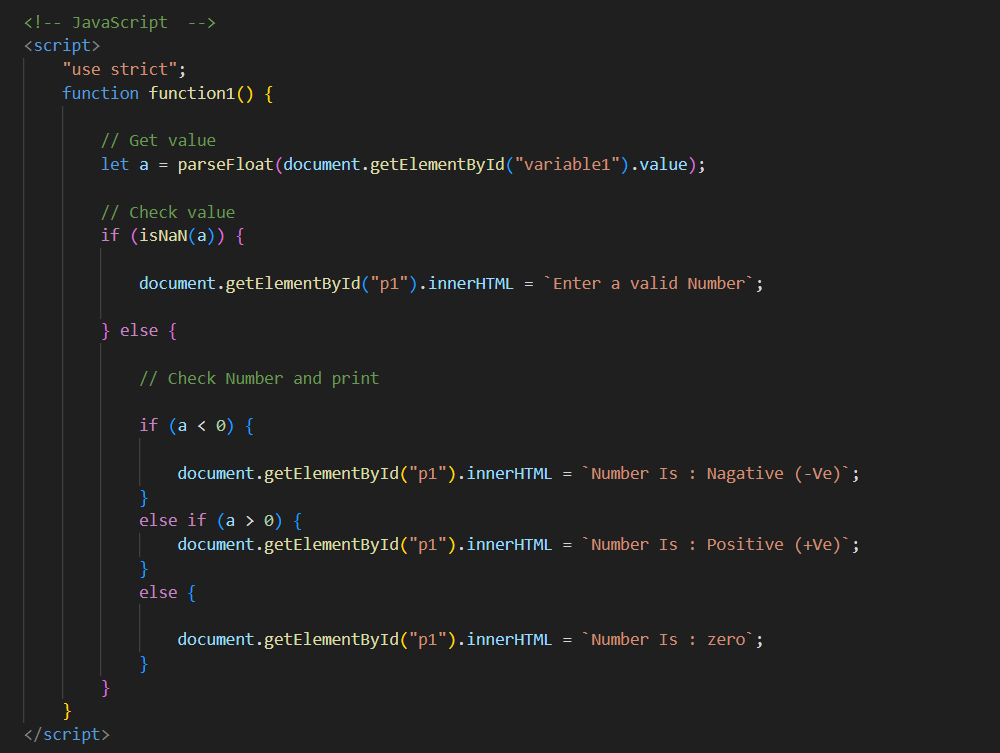 <!-- JavaScript  -->
<script>
    "use strict";
    function function1() {
        // Get value
        let a = parseFloat(document.getElementById("variable1").value);
        // Check value
        if (isNaN(a)) {
            document.getElementById("p1").innerHTML = `Enter a valid Number`;
        } else {
            // Check Number and print
            if (a < 0) {
                document.getElementById("p1").innerHTML = `Number Is : Nagative (-Ve)`;
            }
            else if (a > 0) {
                document.getElementById("p1").innerHTML = `Number Is : Positive (+Ve)`;
            }
            else {
                document.getElementById("p1").innerHTML = `Number Is : zero`;
            }
        }
    }
</script>